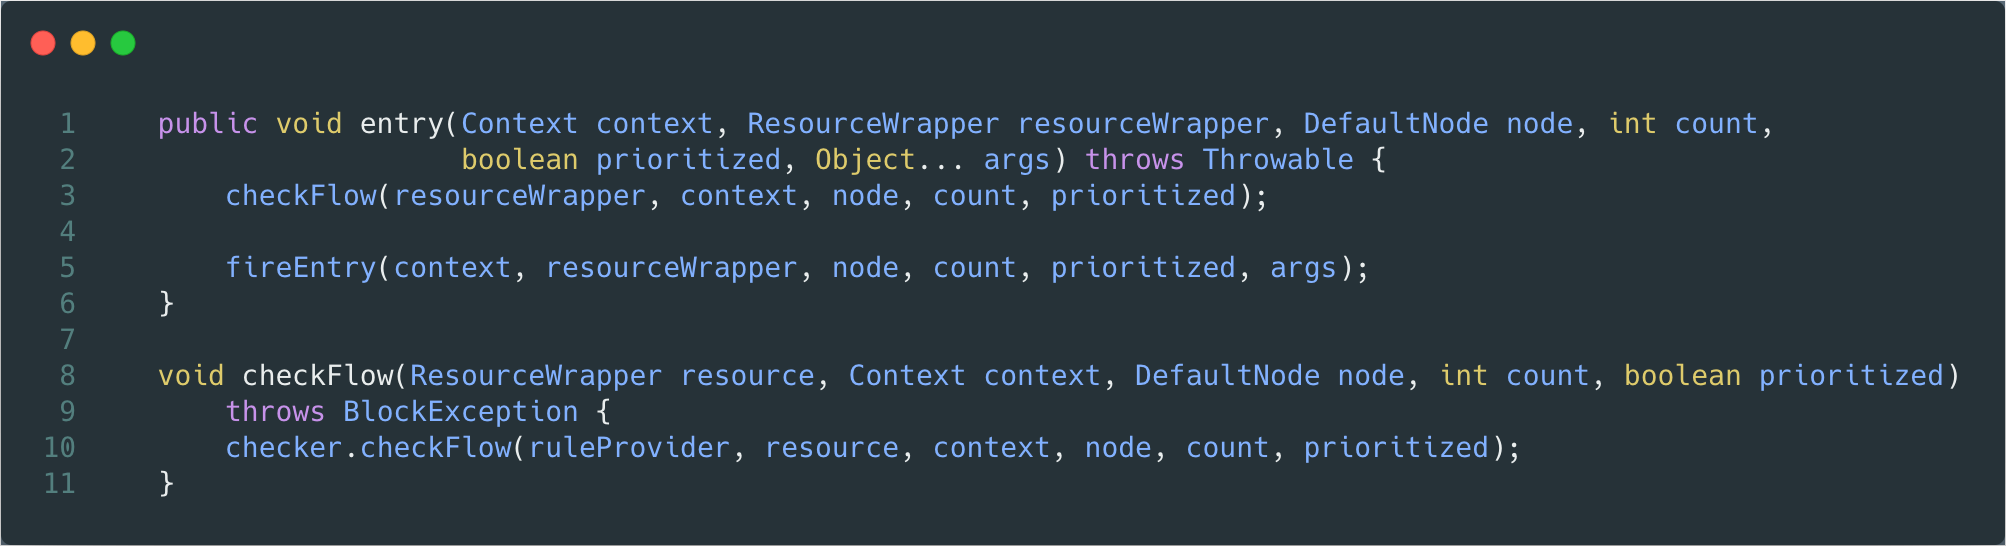 1 public void entry(Context context, ResourceWrapper resourceWrapper, DefaultNode node, int count,
2 boolean prioritized, Object... args) throws Throwable {
3 checkFlow(resourceWrapper, context, node, count, prioritized);
4
5 fireEntry(context, resourceWrapper, node, count, prioritized, args);
6 }
7
8 void checkFlow(ResourceWrapper resource, Context context, DefaultNode node, int count, boolean prioritized)
9 throws BlockException {
10 checker.checkFlow(ruleProvider, resource, context, node, count, prioritized);
11 }